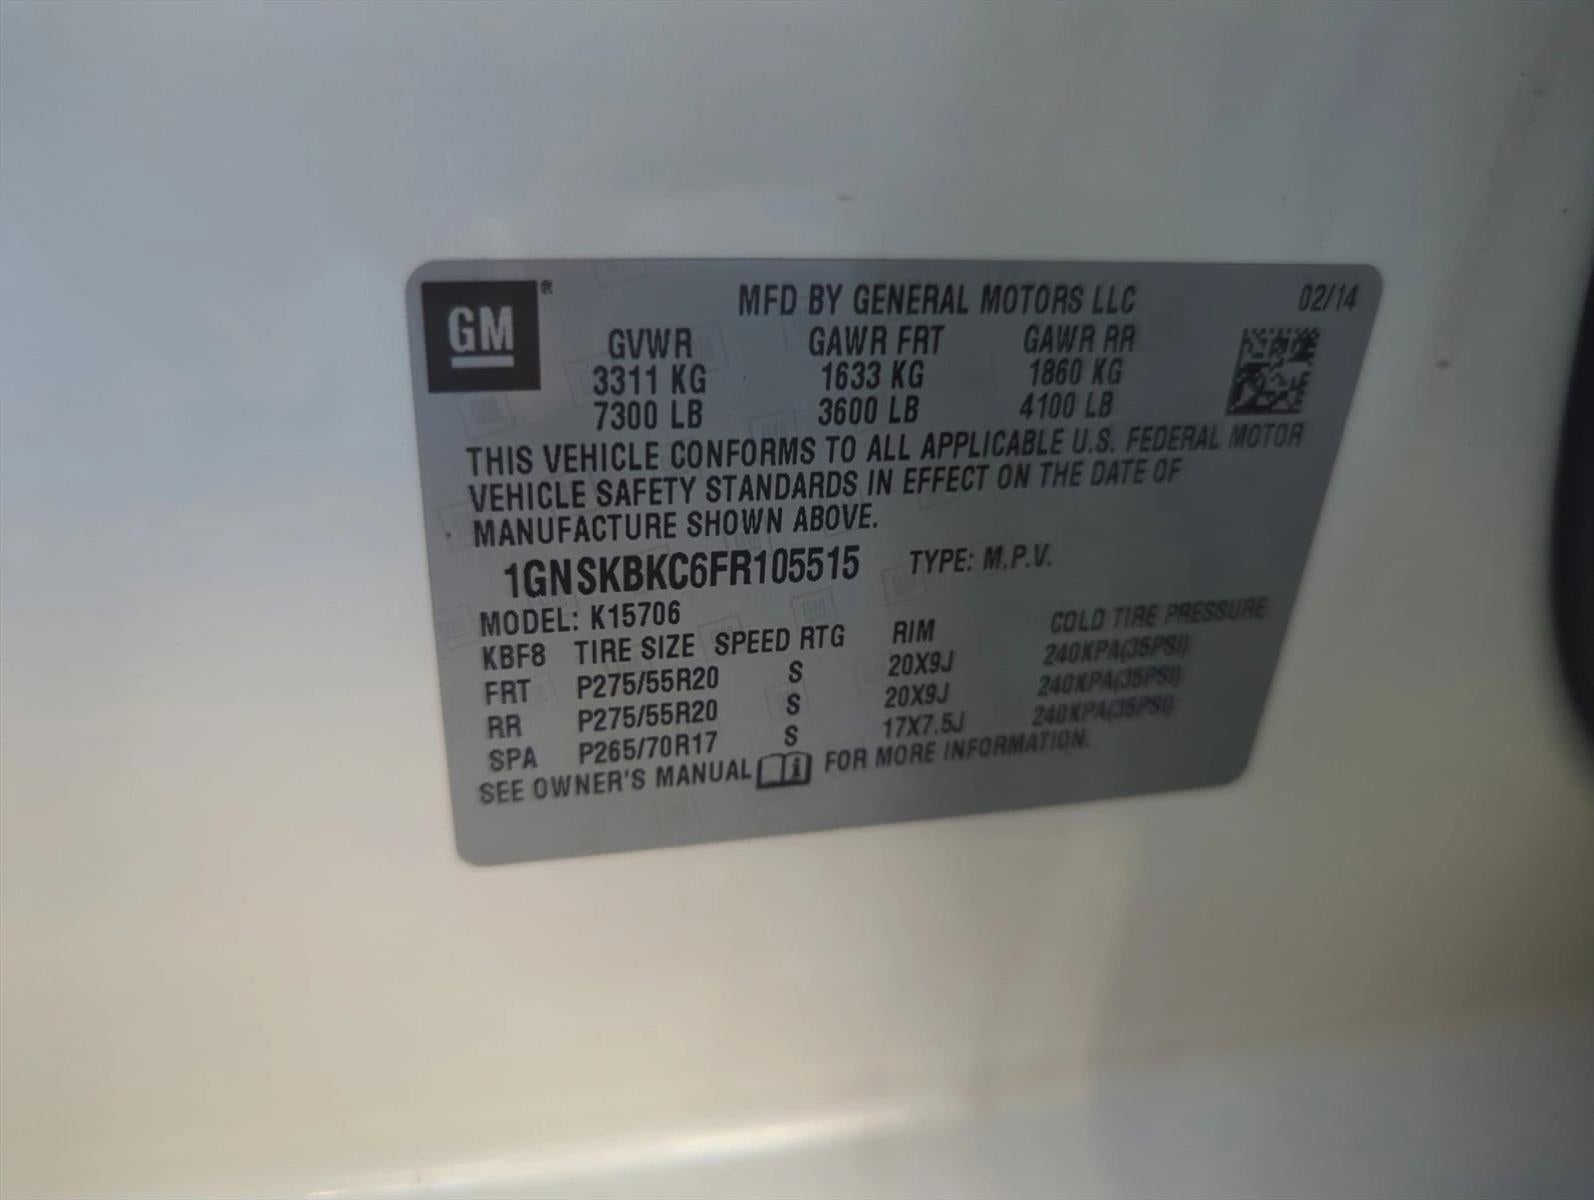 GM ® MFD BY GENERAL MOTORS LLC 02/14
GVWR GAWR FRT GAWR RR
3311 KG 1633 KG 1860 KG
7300 LB 3600 LB 4100 LB
THIS VEHICLE CONFORMS TO ALL APPLICABLE U.S. FEDERAL MOTOR
VEHICLE SAFETY STANDARDS IN EFFECT ON THE DATE OF
MANUFACTURE SHOWN ABOVE.
1GNSKBKC6FR105515 TYPE: M.P.V.
MODEL: K15706
KBF8 TIRE SIZE SPEED RTG RIM COLD TIRE PRESSURE
FRT P275/55R20 S 20X9J 240KPA(35PSI)
RR P275/55R20 S 20X9J 240KPA(35PSI)
SPA P265/70R17 S 17X7.5J 240KPA(35PSI)
SEE OWNER'S MANUAL i FOR MORE INFORMATION.